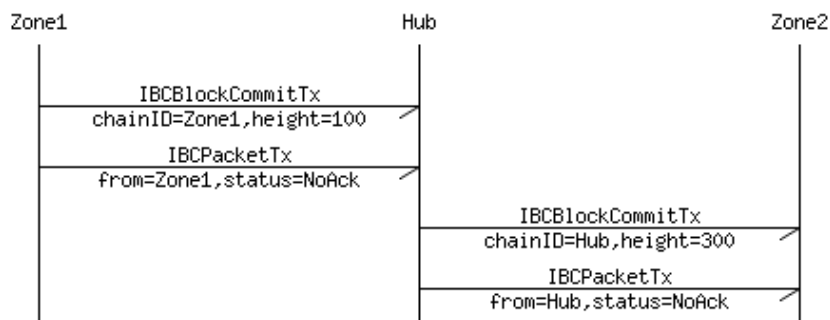 Zone1 Hub Zone2
IBCBlockCommitTx
chainID=Zone1,height=100
IBCPacketTx
from=Zone1,status=NoAck
IBCBlockCommitTx
chainID=Hub,height=300
IBCPacketTx
from=Hub,status=NoAck